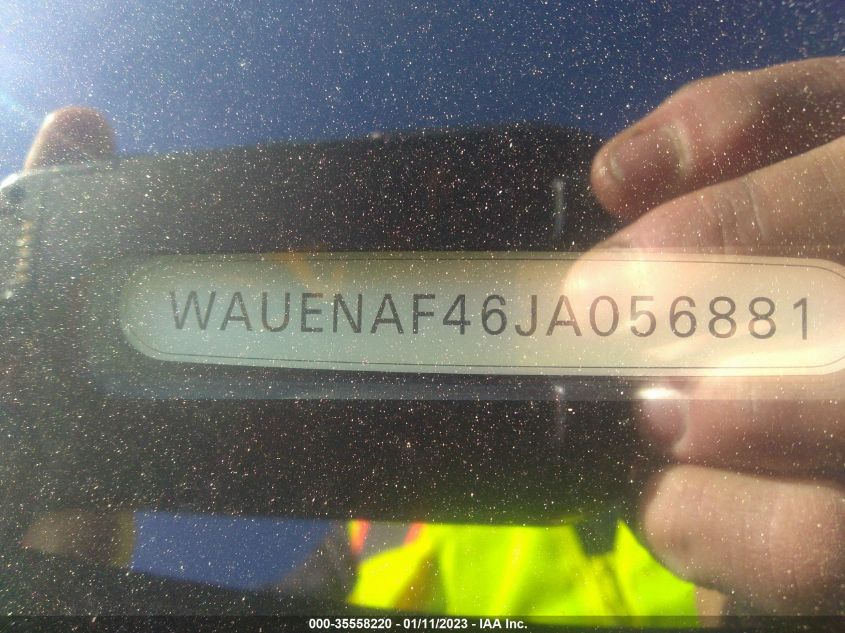 WAUENAF46JA056881
000-35558220 - 01/11/2023 - IAA Inc.